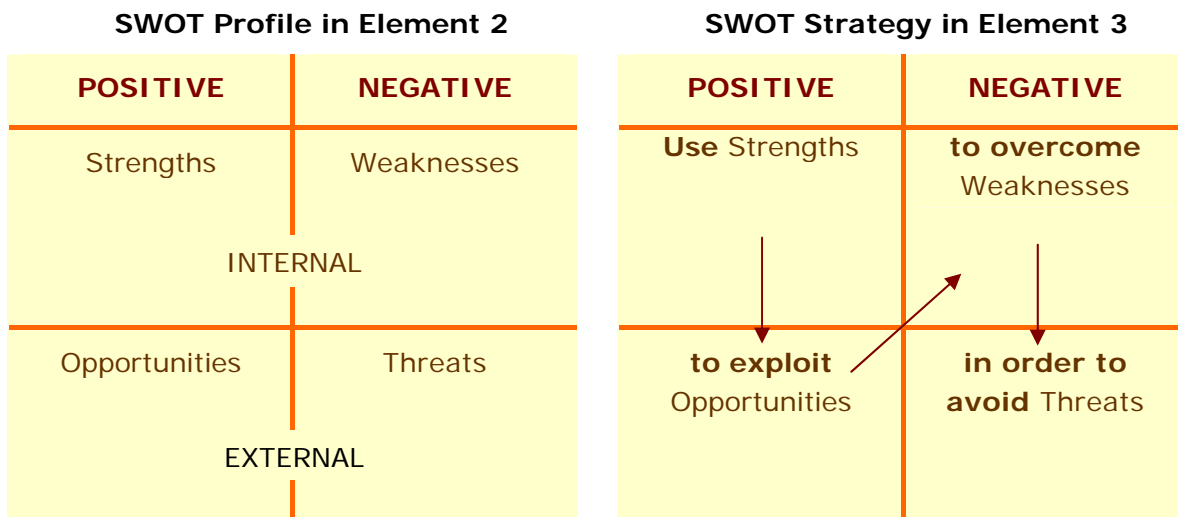 SWOT Profile in Element 2
POSITIVE
NEGATIVE
Strengths
Weaknesses
INTERNAL
Opportunities
Threats
EXTERNAL
SWOT Strategy in Element 3
POSITIVE
NEGATIVE
Use Strengths
to overcome
Weaknesses
to exploit
Opportunities
in order to
avoid Threats